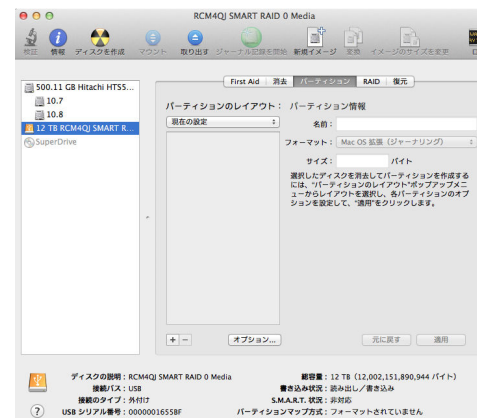 RCM4QJ SMART RAID 0 Media
検証 情報 ディスクを作成 マウント 取り出す ジャーナル記録を開始 新規イメージ 変換 イメージのサイズを変更
500.11 GB Hitachi HTS5...
10.7
10.8
12 TB RCM4QJ SMART R...
SuperDrive
First Aid 消去 パーティション RAID 復元
パーティションのレイアウト：
現在の設定
パーティション情報
名前：
フォーマット： Mac OS 拡張（ジャーナリング）
サイズ： バイト
選択したディスクを消去してパーティションを作成する
には、“パーティションのレイアウト”ポップアップメニ
ューからレイアウトを選択し、各パーティションのオプ
ションを設定して、“適用”をクリックします。
+ − オプション... 元に戻す 適用
ディスクの説明：RCM4QJ SMART RAID 0 Media
接続バス：USB
接続のタイプ：外付け
USB シリアル番号：0000001655BF
総容量：12 TB（12,002,151,890,944 バイト）
書き込み状況：読み出し／書き込み
S.M.A.R.T. 状況：非対応
パーティションマップ方式：フォーマットされていません
?